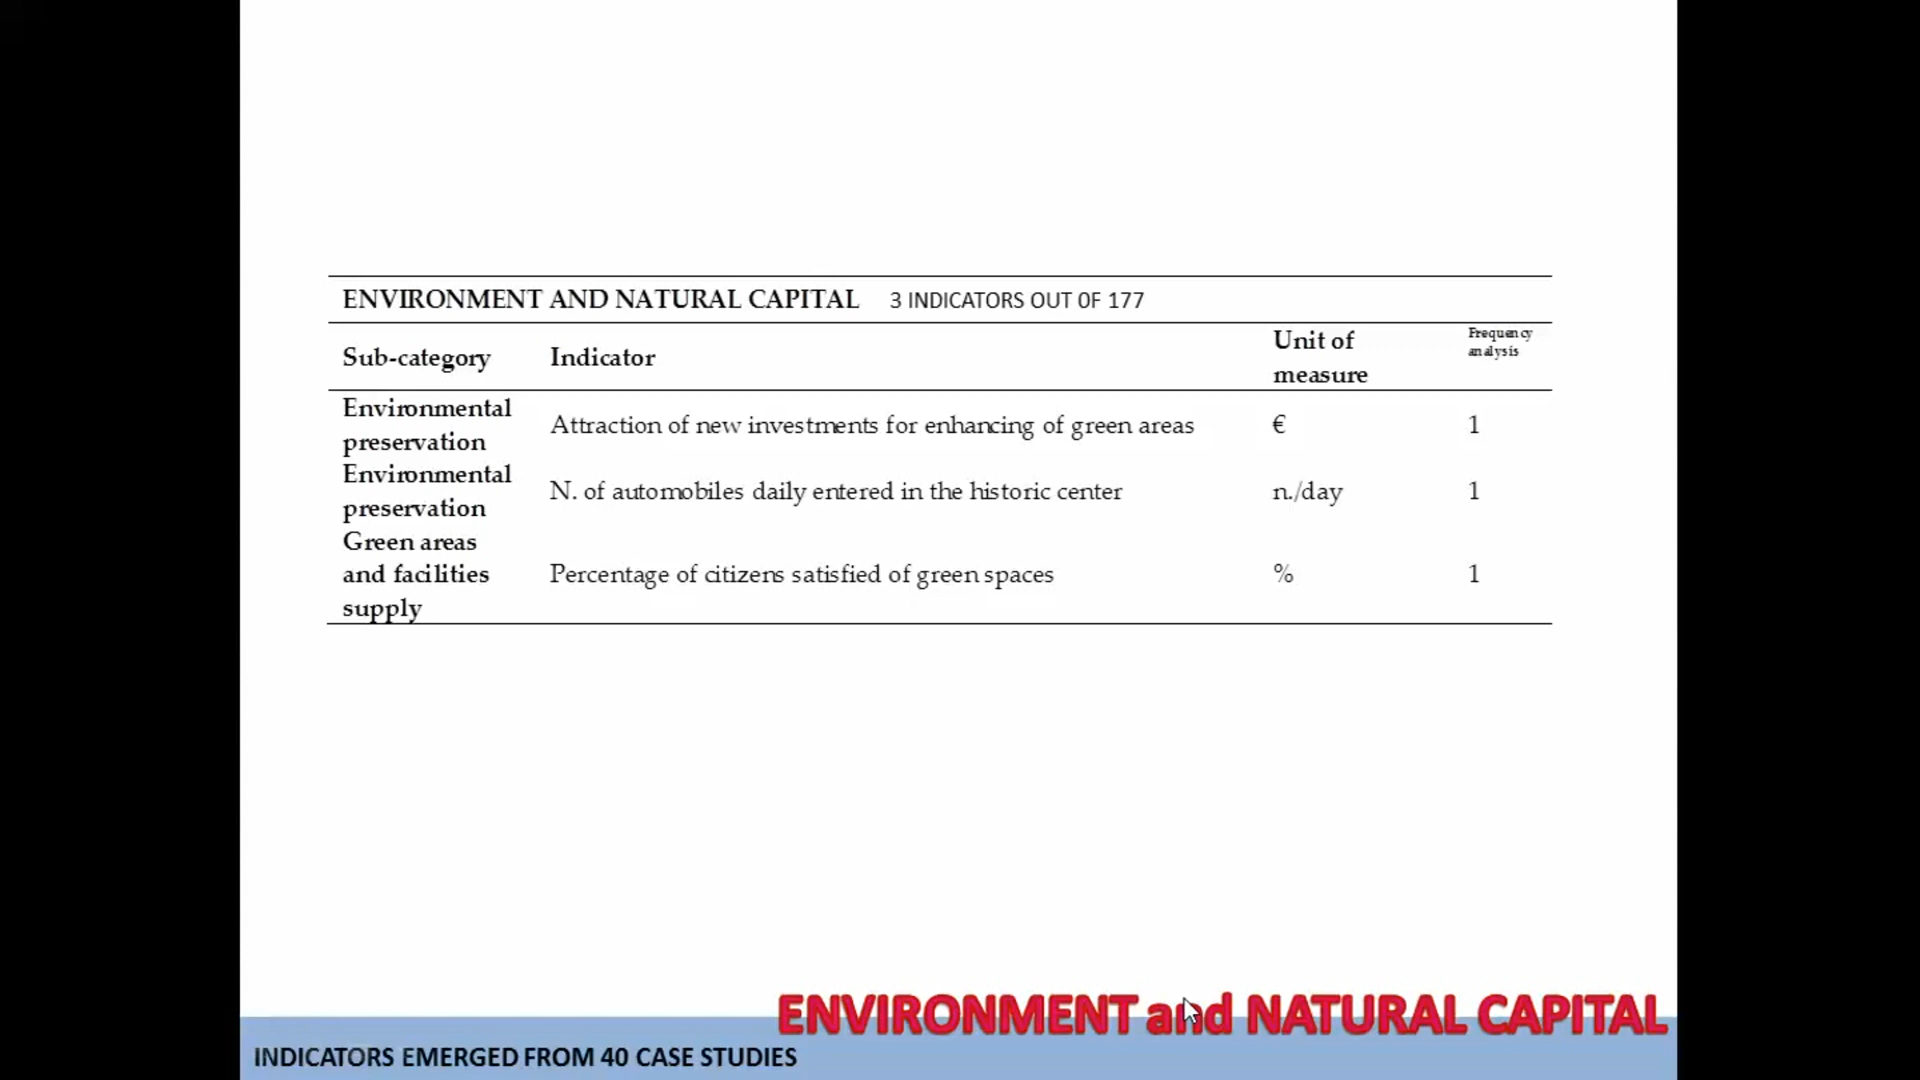 ENVIRONMENT AND NATURAL CAPITAL 3 INDICATORS OUT OF 177
Sub-category Indicator Unit of measure Frequency analysis
Environmental preservation Attraction of new investments for enhancing of green areas € 1
Environmental preservation N. of automobiles daily entered in the historic center n./day 1
Green areas and facilities supply Percentage of citizens satisfied of green spaces % 1
ENVIRONMENT and NATURAL CAPITAL
INDICATORS EMERGED FROM 40 CASE STUDIES